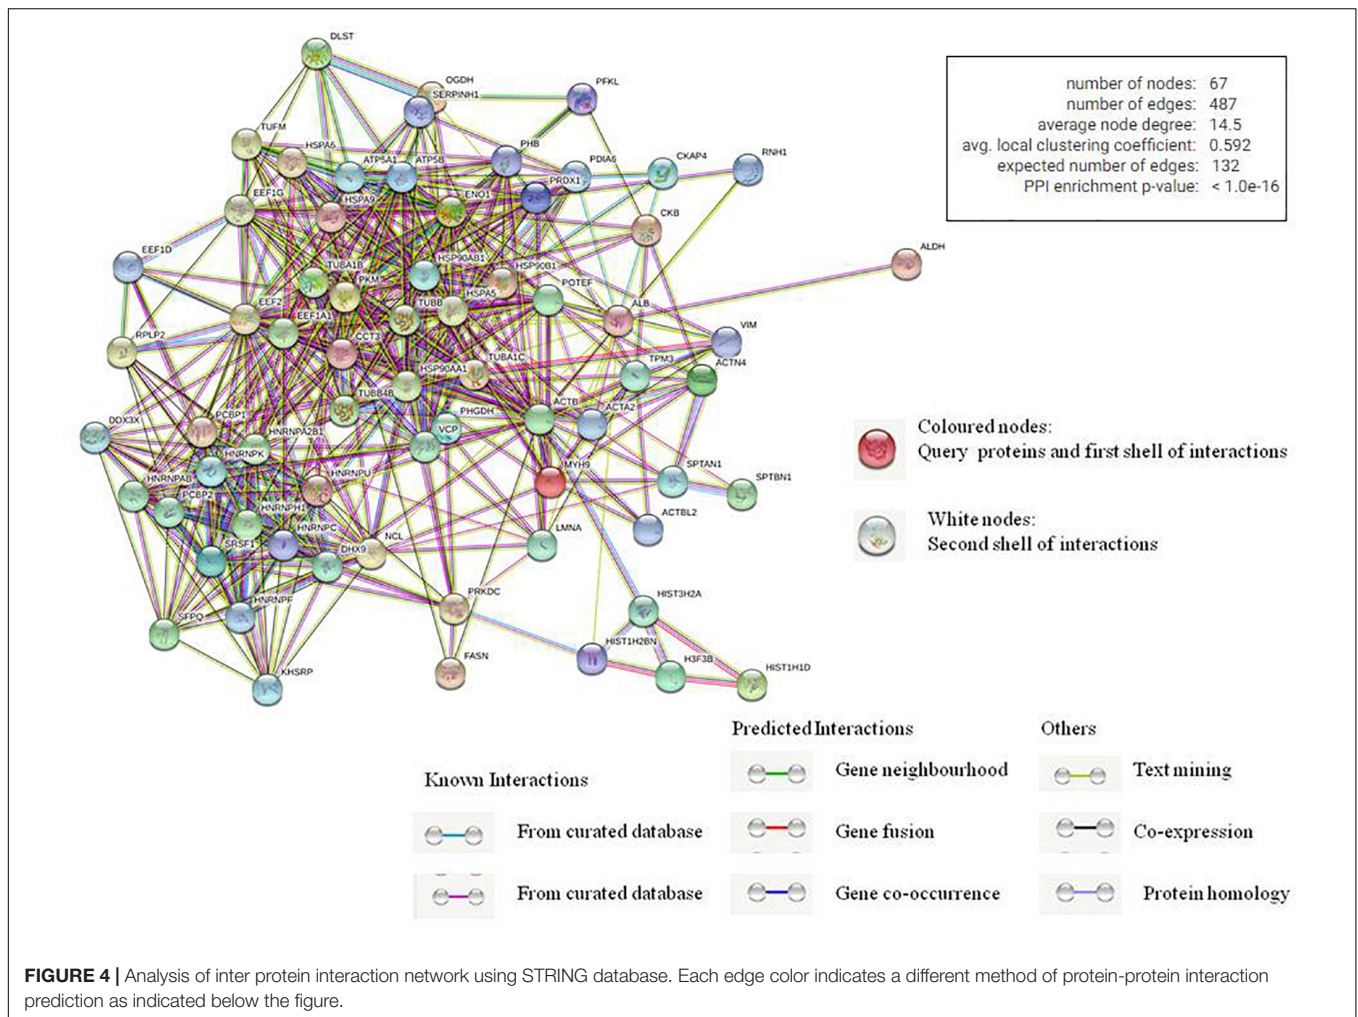 DLST
OGDH
SERPINH1
PFKL
TUFM
HSPA6
ATP5A1
ATP5B
PHB
PDIA6
CKAP4
RNH1
PRDX1
EEF1G
HSPA9
ENO1
CKB
EEF1D
ALDH
TUBA1B
HSP90AB1
HSP90B1
PKM
HSPA5
POTEF
EEF2
EEF1A1
TUBB
ALB
VIM
RPLP2
CCT3
TUBA1C
TPM3
ACTN4
HSP90AA1
TUBB4B
PHGDH
ACTB
ACTA2
DDX3X
PCBP1
HNRNPA2B1
VCP
HNRNPK
MYH9
SPTAN1
SPTBN1
HNRNPAB
PCBP2
HNRNPU
HNRNPH1
HNRNPC
NCL
LMNA
ACTBL2
SRSF1
DHX9
HNRNPF
SFPQ
PRKDC
HIST3H2A
HIST1H2BN
FASN
H3F3B
HIST1H1D
KHSRP
number of nodes: 67
number of edges: 487
average node degree: 14.5
avg. local clustering coefficient: 0.592
expected number of edges: 132
PPI enrichment p-value: < 1.0e-16
Coloured nodes:
Query proteins and first shell of interactions
White nodes:
Second shell of interactions
Known Interactions
From curated database
From curated database
Predicted Interactions
Gene neighbourhood
Gene fusion
Gene co-occurrence
Others
Text mining
Co-expression
Protein homology
FIGURE 4 | Analysis of inter protein interaction network using STRING database. Each edge color indicates a different method of protein-protein interaction
prediction as indicated below the figure.